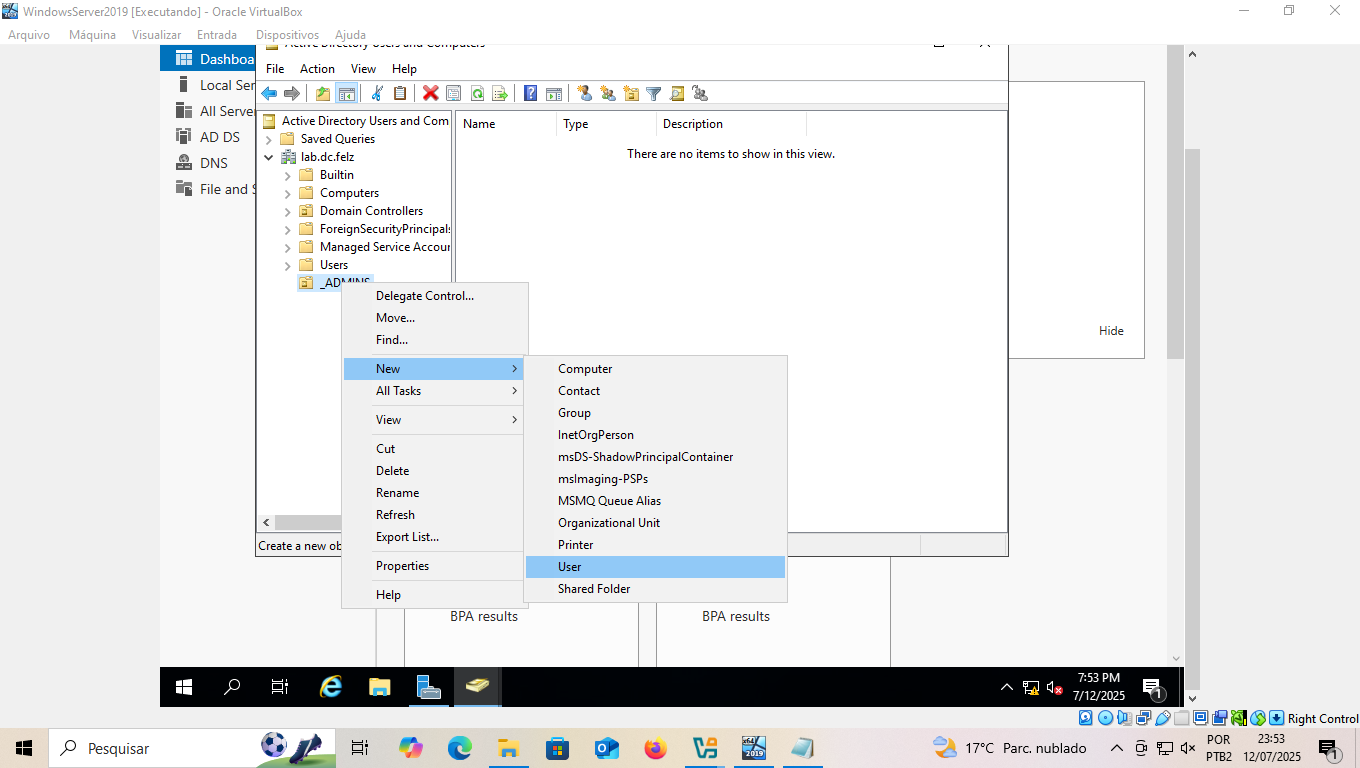 WindowsServer2019 [Executando] - Oracle VirtualBox
Arquivo Máquina Visualizar Entrada Dispositivos Ajuda
Active Directory Users and Computers
File Action View Help
Dashboa
Local Ser
All Server
AD DS
DNS
File and S
Active Directory Users and Com
Saved Queries
lab.dc.felz
Builtin
Computers
Domain Controllers
ForeignSecurityPrincipals
Managed Service Accour
Users
_ADMINS
Name Type Description
There are no items to show in this view.
Hide
Delegate Control...
Move...
Find...
New
All Tasks
View
Cut
Delete
Rename
Refresh
Export List...
Properties
Help
Computer
Contact
Group
InetOrgPerson
msDS-ShadowPrincipalContainer
msImaging-PSPs
MSMQ Queue Alias
Organizational Unit
Printer
User
Shared Folder
Create a new ob
BPA results BPA results
7:53 PM
7/12/2025
1
Right Control
Pesquisar
x64
2019
17°C Parc. nublado
POR
PTB2
23:53
12/07/2025
1